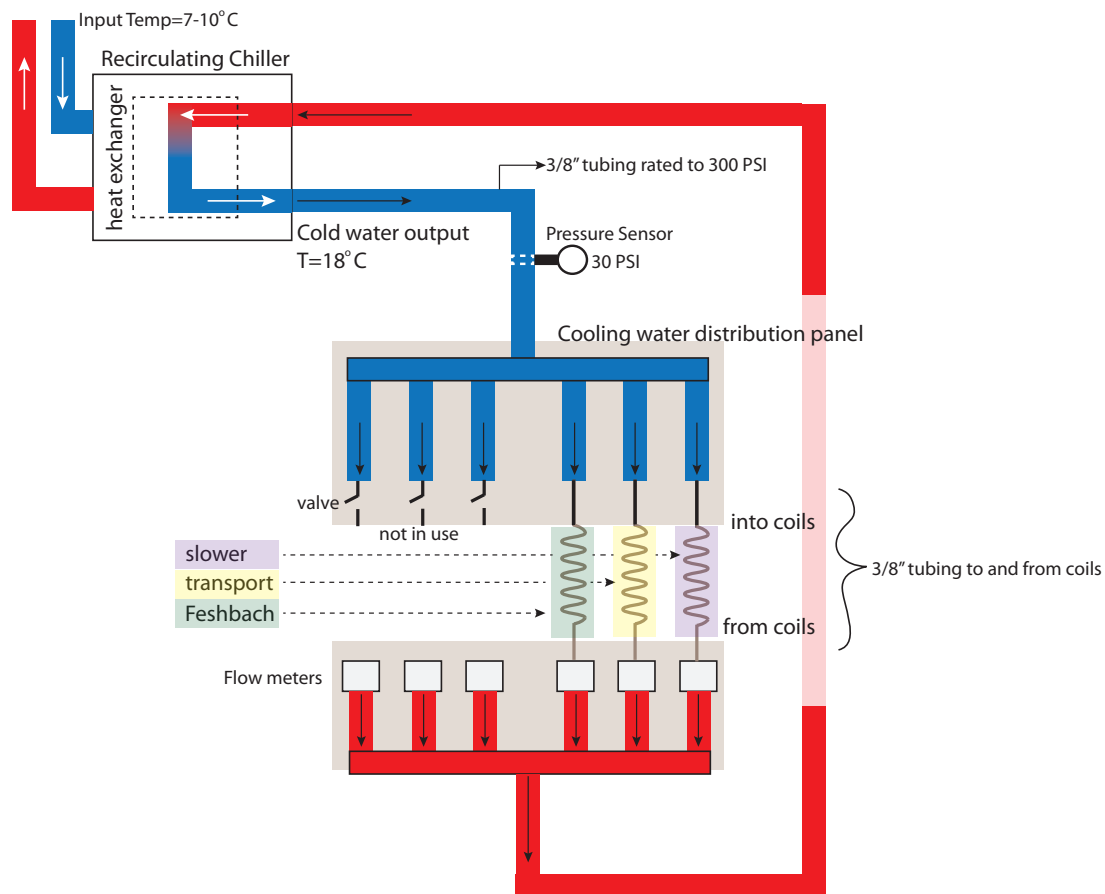 Input Temp=7-10°C
Recirculating Chiller
heat exchanger
3/8” tubing rated to 300 PSI
Cold water output
T=18°C
Pressure Sensor
30 PSI
Cooling water distribution panel
valve
not in use
into coils
slower
transport
Feshbach
3/8” tubing to and from coils
from coils
Flow meters